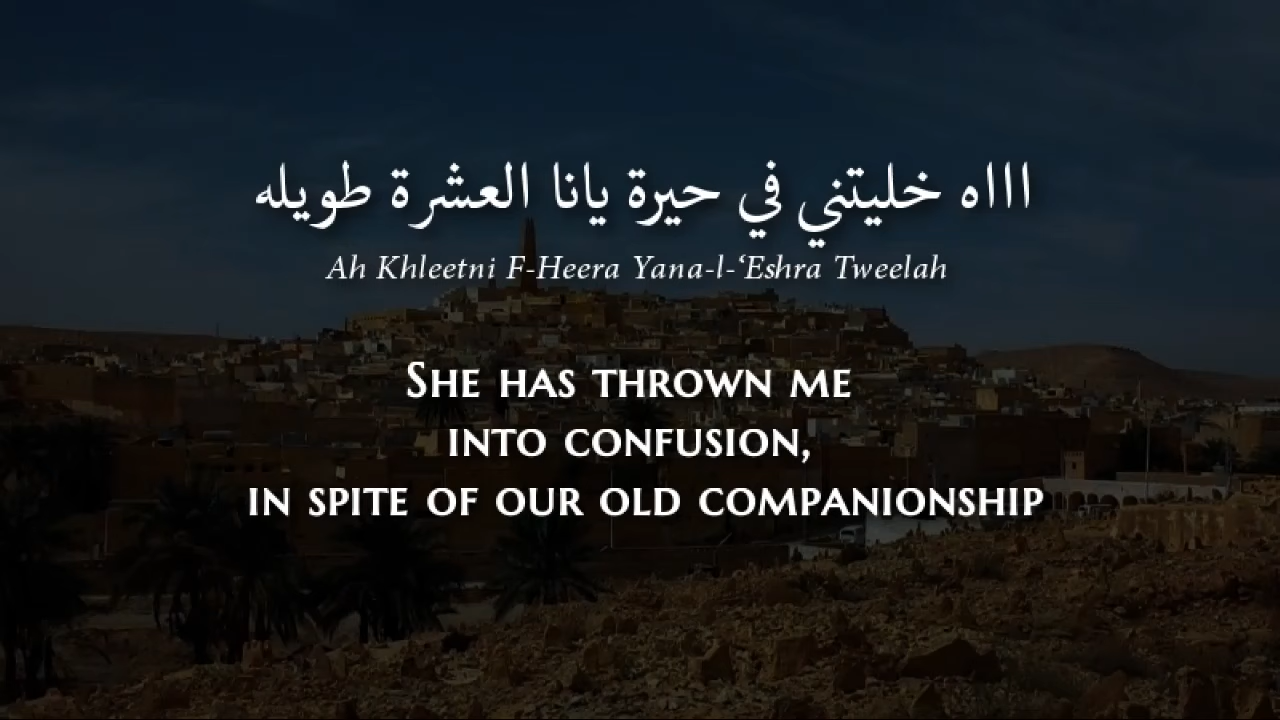 اااه خليتني في حيرة يانا العشرة طويله
Ah Khleetni F-Heera Yana-l-‘Eshra Tweelah
She has thrown me
into confusion,
in spite of our old companionship